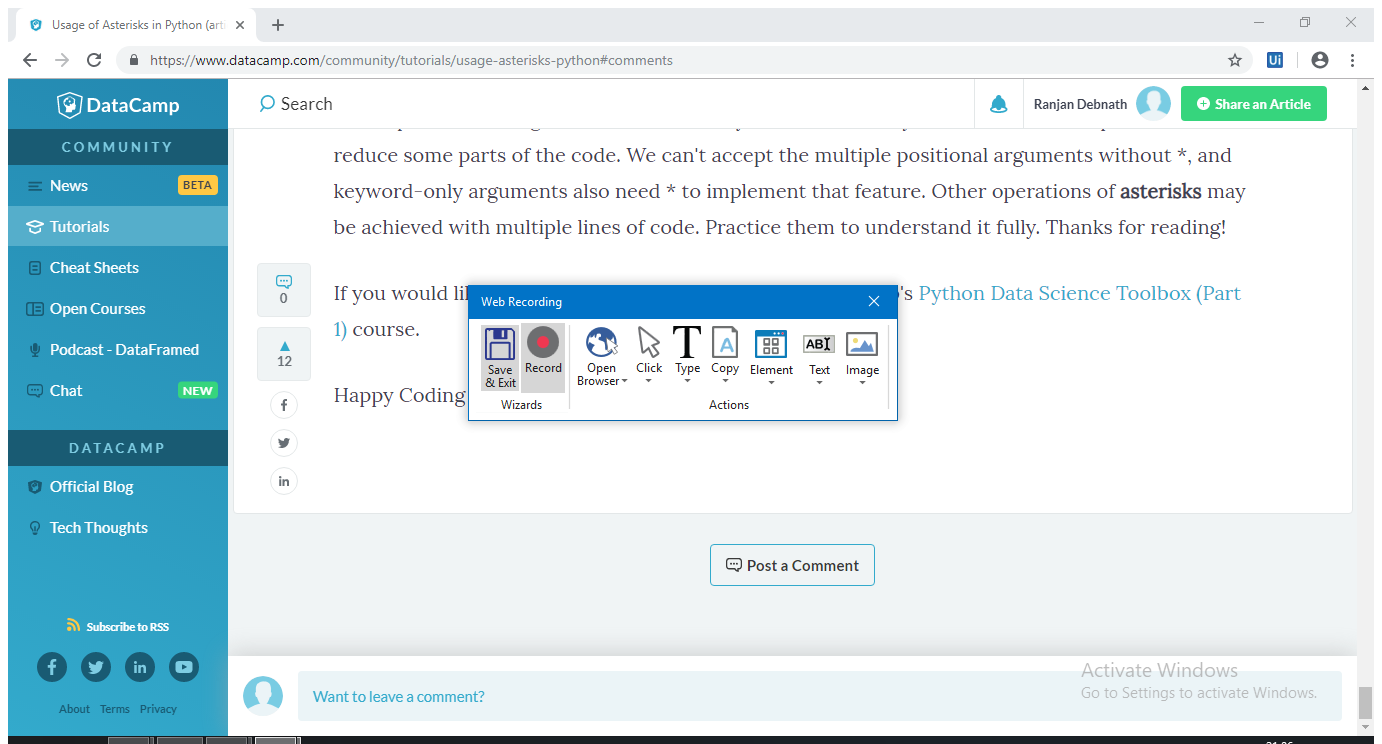 Usage of Asterisks in Python (arti
https://www.datacamp.com/community/tutorials/usage-asterisks-python#comments
Ui
DataCamp
Search
Ranjan Debnath
Share an Article
COMMUNITY
News BETA
Tutorials
Cheat Sheets
Open Courses
Podcast - DataFramed
Chat NEW
DATACAMP
Official Blog
Tech Thoughts
Subscribe to RSS
About Terms Privacy
reduce some parts of the code. We can't accept the multiple positional arguments without *, and
keyword-only arguments also need * to implement that feature. Other operations of asterisks may
be achieved with multiple lines of code. Practice them to understand it fully. Thanks for reading!
0
12
If you would li 's Python Data Science Toolbox (Part
1) course.
Happy Coding
Web Recording
Save & Exit
Record
Open Browser
Click
Type
Copy
Element
Text
Image
Wizards
Actions
Post a Comment
Want to leave a comment?
Activate Windows
Go to Settings to activate Windows.